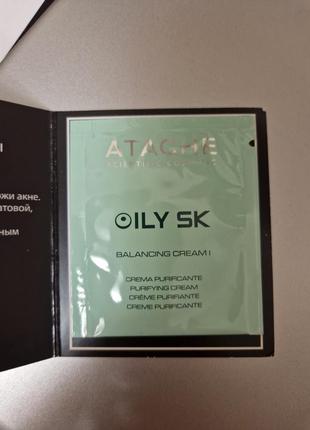 I
жи акне.
атовой,
ным
ATACHE
OILY SK
BALANCING CREAM I
CREMA PURIFICANTE
PURIFYING CREAM
CRÈME PURIFIANTE
CREME PURIFICANTE